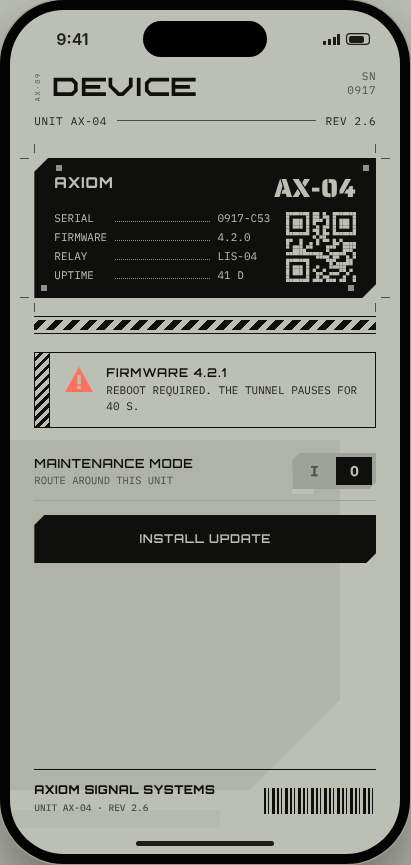 9:41
AX-09
DEVICE
SN
0917
UNIT AX-04
REV 2.6
AXIOM
AX-04
SERIAL 0917-C53
FIRMWARE 4.2.0
RELAY LIS-04
UPTIME 41 D
FIRMWARE 4.2.1
REBOOT REQUIRED. THE TUNNEL PAUSES FOR
40 S.
MAINTENANCE MODE
ROUTE AROUND THIS UNIT
I O
INSTALL UPDATE
AXIOM SIGNAL SYSTEMS
UNIT AX-04 · REV 2.6